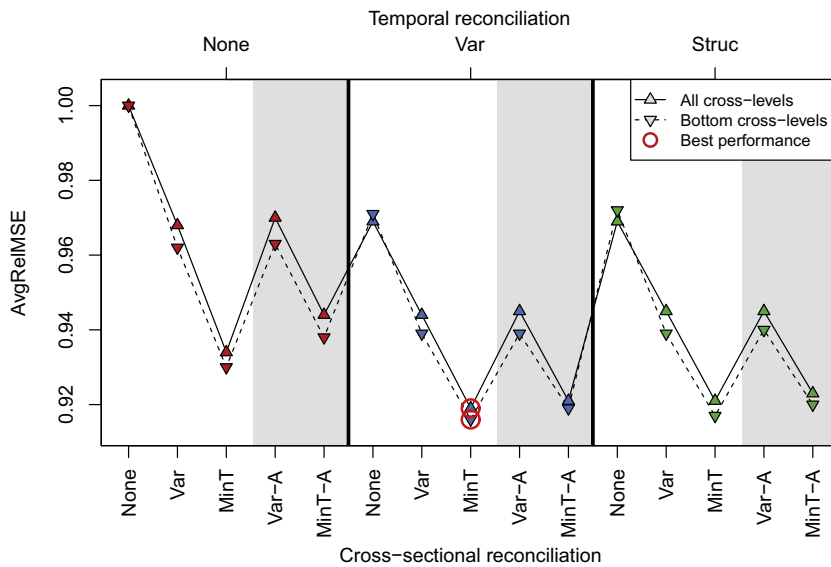 Temporal reconciliation
None Var Struc
All cross−levels
Bottom cross−levels
Best performance
AvgRelMSE
1.00
0.98
0.96
0.94
0.92
None Var MinT Var−A MinT−A None Var MinT Var−A MinT−A None Var MinT Var−A MinT−A
Cross−sectional reconciliation